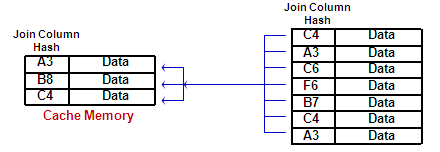 Join Column
Hash
A3 Data
B8 Data
C4 Data
Cache Memory
Join Column
Hash
C4 Data
A3 Data
C6 Data
F6 Data
B7 Data
C4 Data
A3 Data